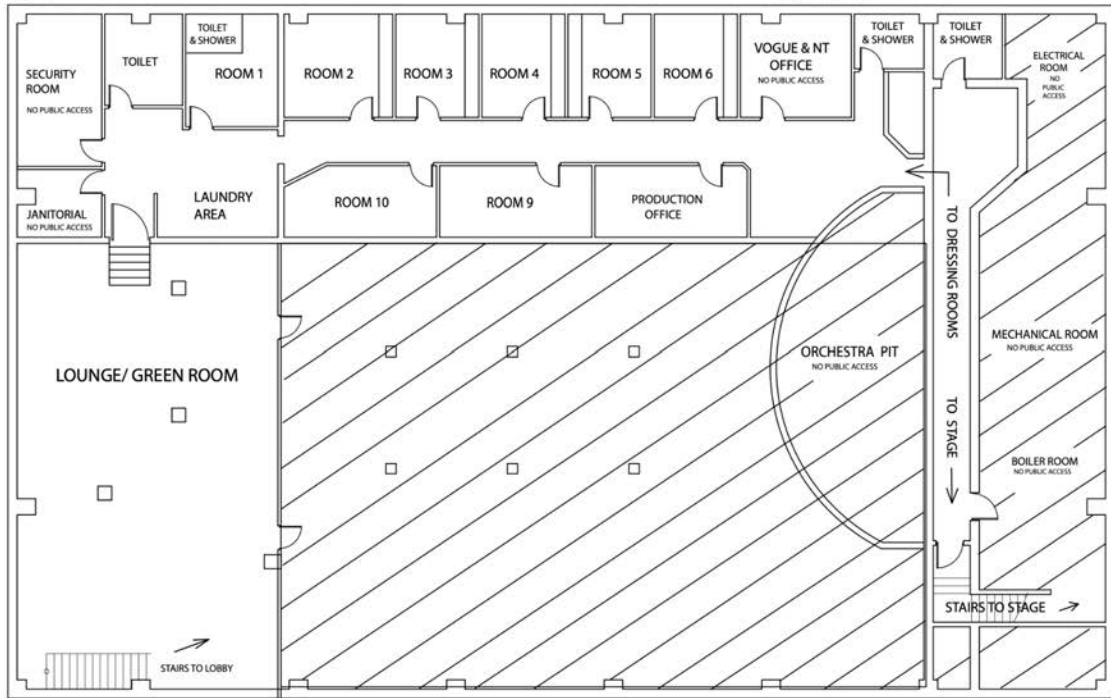 TOILET
& SHOWER
TOILET
SECURITY
ROOM
NO PUBLIC ACCESS
ROOM 1
ROOM 2
ROOM 3
ROOM 4
ROOM 5
ROOM 6
VOGUE & NT
OFFICE
NO PUBLIC ACCESS
TOILET
& SHOWER
TOILET
& SHOWER
ELECTRICAL
ROOM
NO
PUBLIC
ACCESS
JANITORIAL
NO PUBLIC ACCESS
LAUNDRY
AREA
ROOM 10
ROOM 9
PRODUCTION
OFFICE
TO DRESSING ROOMS
TO STAGE
LOUNGE/ GREEN ROOM
ORCHESTRA PIT
NO PUBLIC ACCESS
MECHANICAL ROOM
NO PUBLIC ACCESS
BOILER ROOM
NO PUBLIC ACCESS
STAIRS TO STAGE
STAIRS TO LOBBY